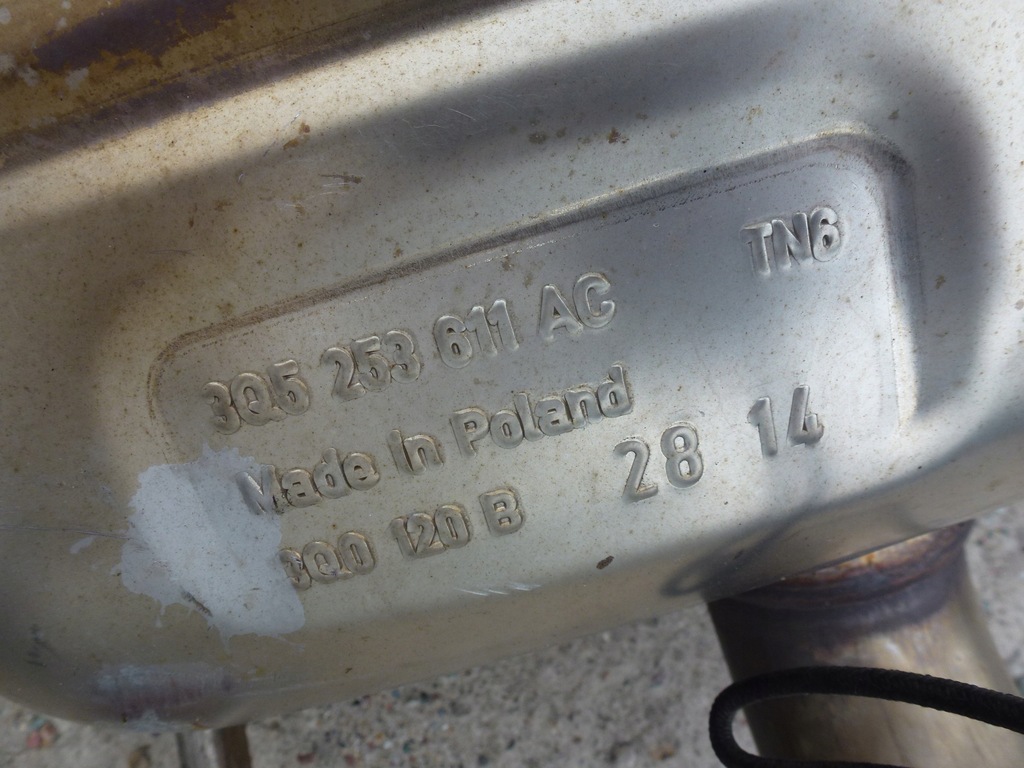 TN6
3Q5 253 611 AC
Made in Poland
28 14
3Q0 120 B